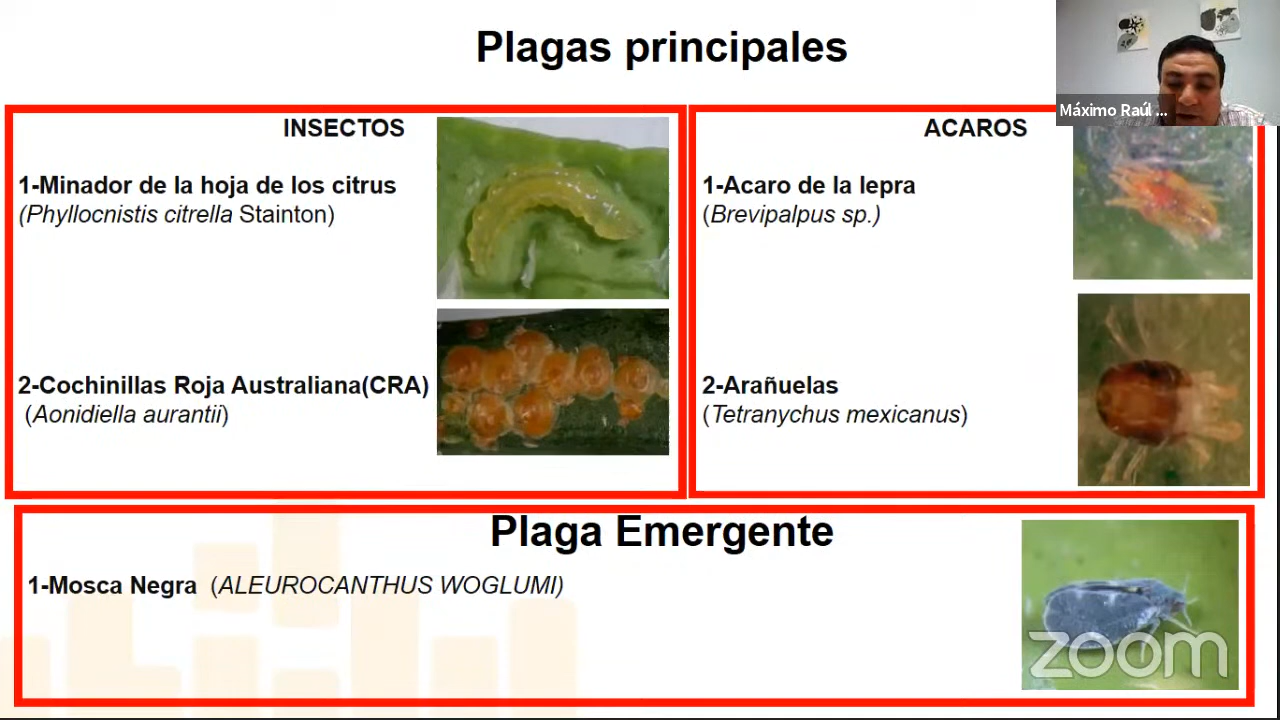 Plagas principales
Máximo Raúl ...
INSECTOS
1-Minador de la hoja de los citrus
(Phyllocnistis citrella Stainton)
2-Cochinillas Roja Australiana(CRA)
(Aonidiella aurantii)
ACAROS
1-Acaro de la lepra
(Brevipalpus sp.)
2-Arañuelas
(Tetranychus mexicanus)
Plaga Emergente
1-Mosca Negra (ALEUROCANTHUS WOGLUMI)
zoom